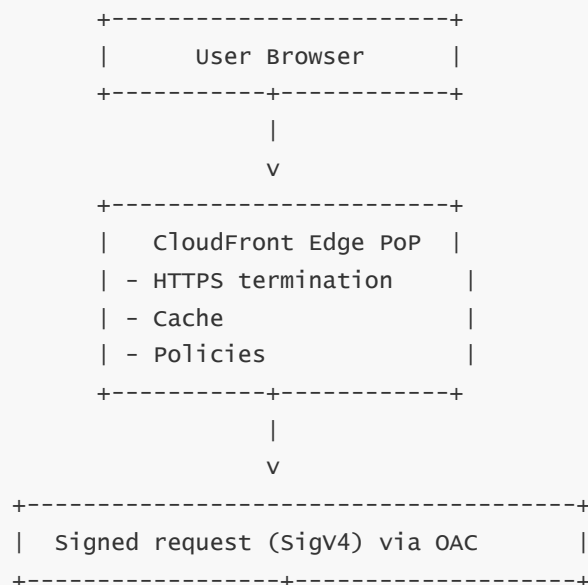 +------------------------+
|      User Browser      |
+-----------+------------+
|
v
+------------------------+
|   CloudFront Edge PoP  |
| - HTTPS termination     |
| - Cache                 |
| - Policies              |
+-----------+------------+
|
v
+---------------------------------------+
|  Signed request (SigV4) via OAC       |
+-------------------+--------------------+